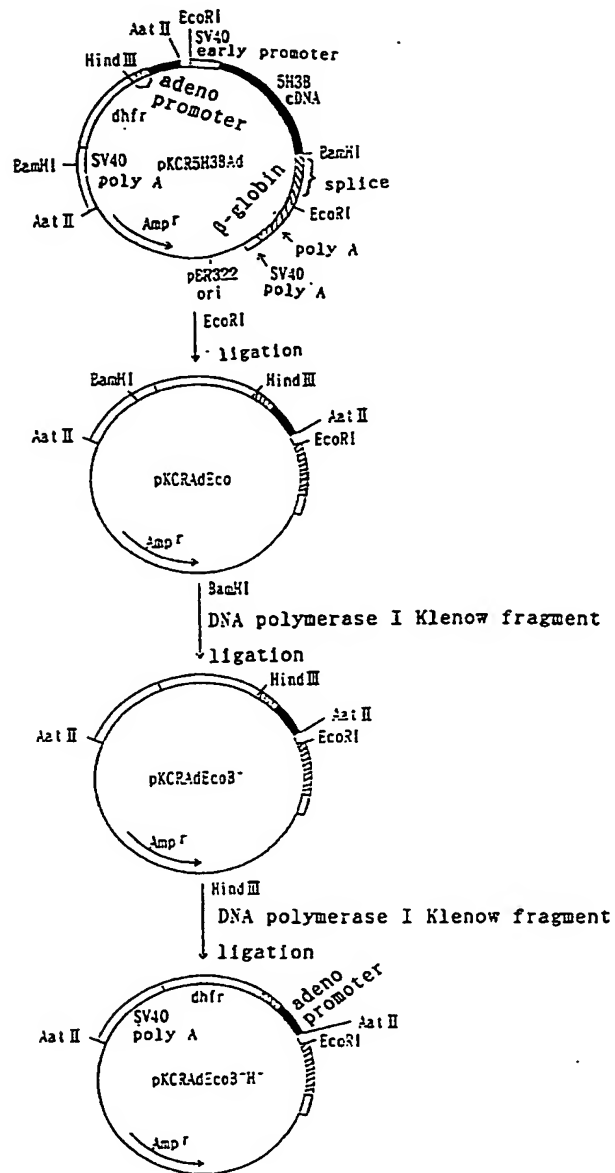 EcoRI
Aat II
SV40
early promoter
Hind III
adeno
promoter
5H3B
cDNA
dhfr
BamHI
SV40
poly A
pKCR5H3BAd
BamHI
splice
β-globin
EcoRI
Aat II
Amp r
poly A
pER322
ori
SV40
poly A
EcoRI
ligation
BamHI
Hind III
Aat II
Aat II
EcoRI
pKCRAdEco
Amp r
BamHI
DNA polymerase I Klenow fragment
ligation
Hind III
Aat II
Aat II
EcoRI
pKCRAdEcoB-
Amp r
Hind III
DNA polymerase I Klenow fragment
ligation
dhfr
adeno
promoter
SV40
poly A
Aat II
Aat II
EcoRI
pKCRAdEcoB-H-
Amp r